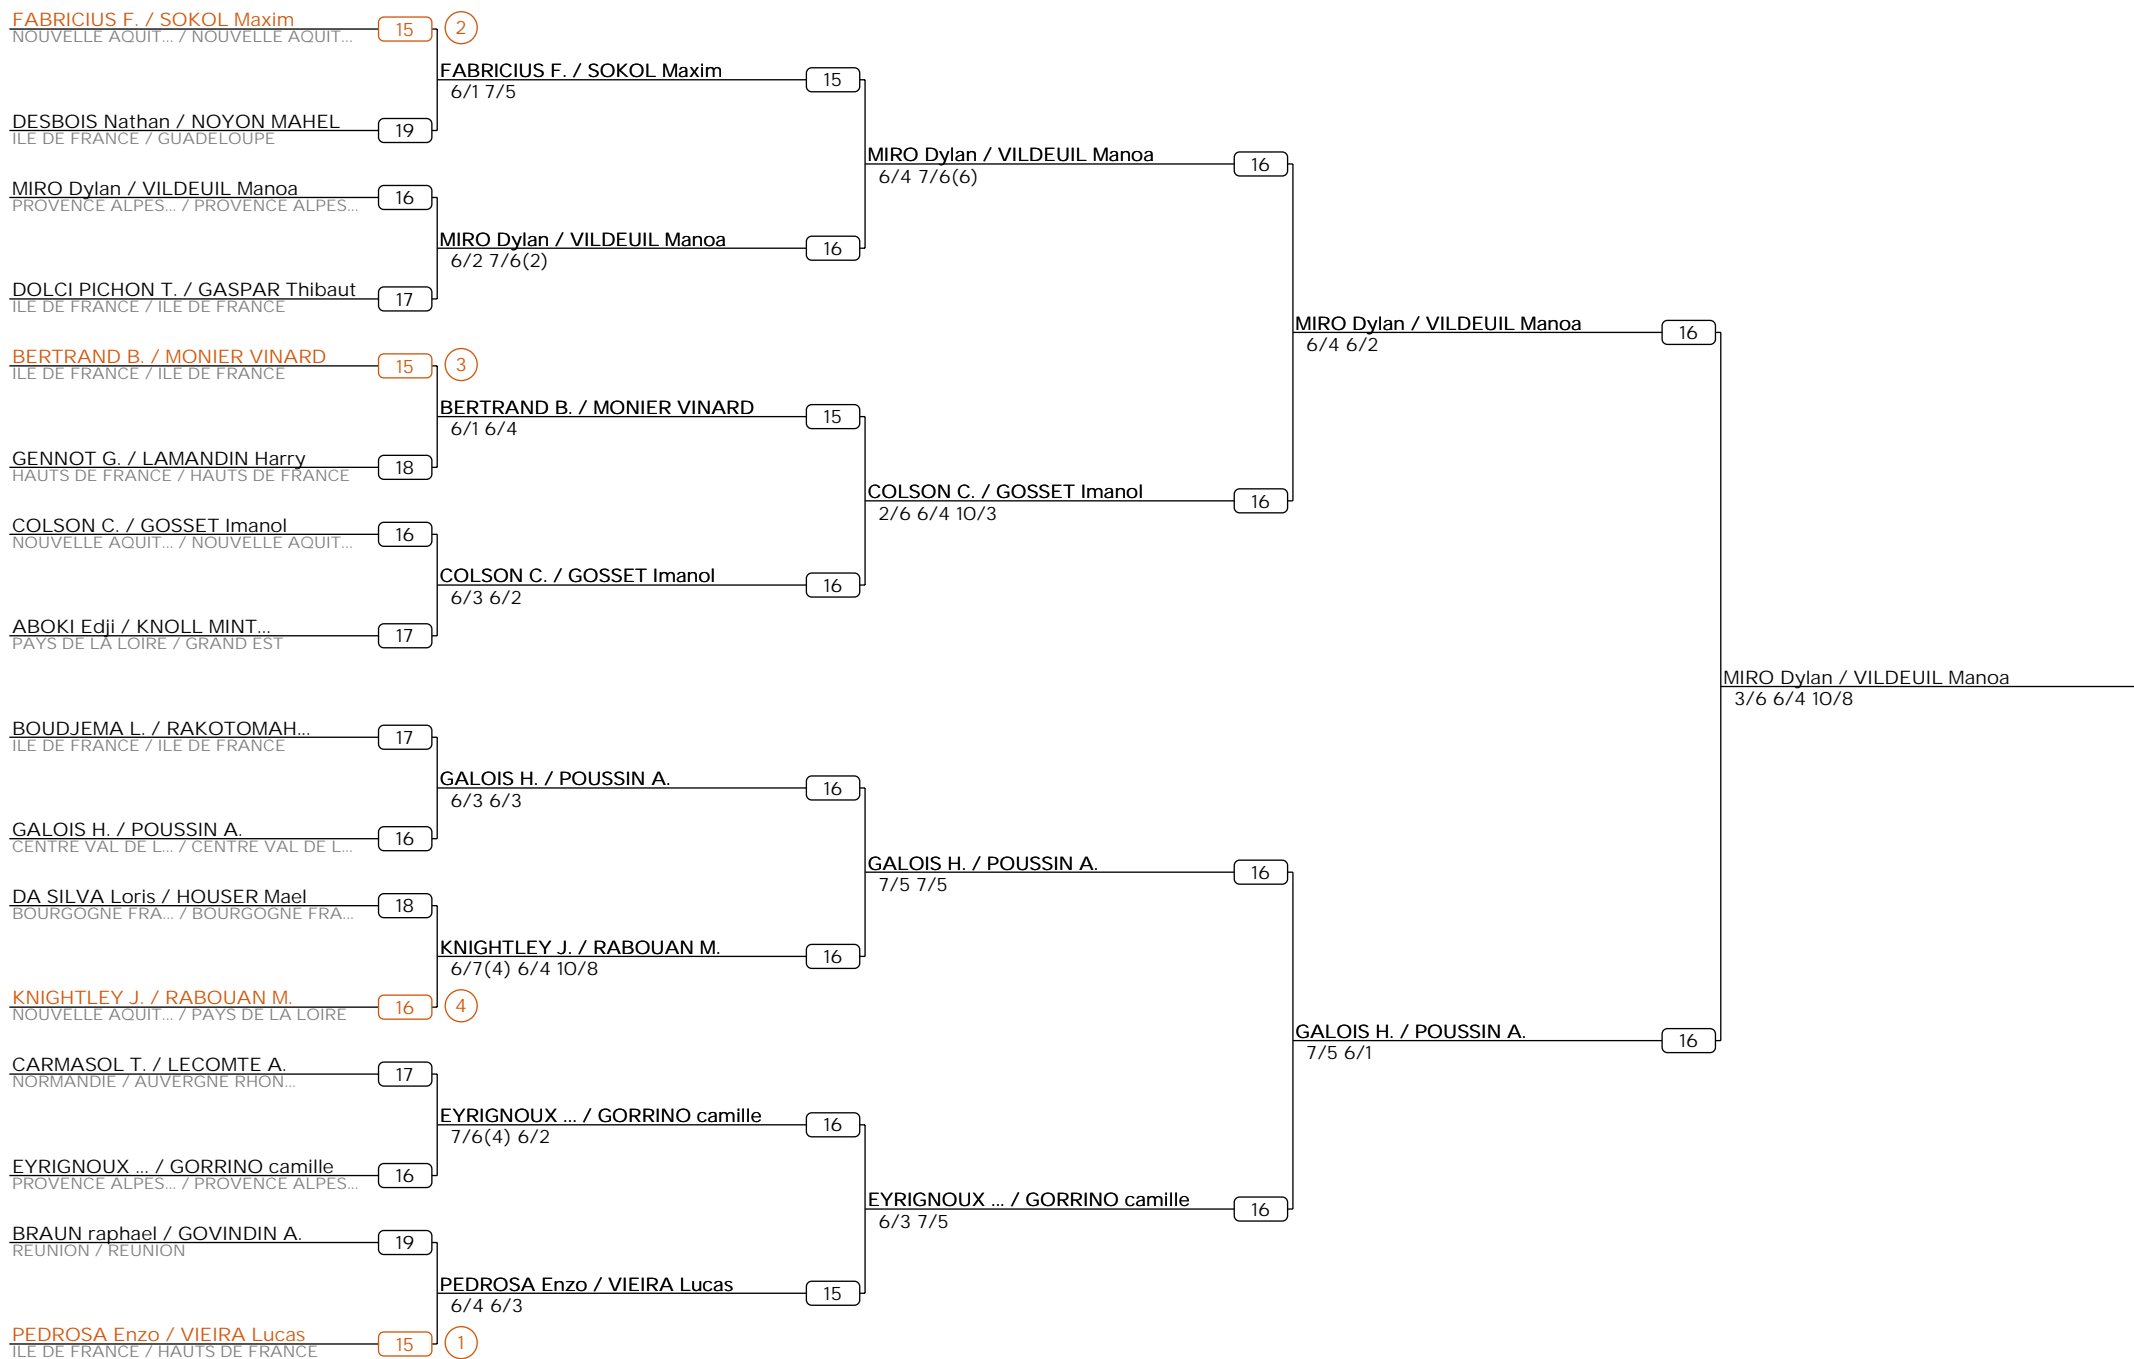 FABRICIUS F. / SOKOL Maxim
NOUVELLE AQUIT... / NOUVELLE AQUIT...
15
2
FABRICIUS F. / SOKOL Maxim
6/1 7/5
15
DESBOIS Nathan / NOYON MAHEL
ILE DE FRANCE / GUADELOUPE
19
MIRO Dylan / VILDEUIL Manoa
6/4 7/6(6)
16
MIRO Dylan / VILDEUIL Manoa
PROVENCE ALPES... / PROVENCE ALPES...
16
MIRO Dylan / VILDEUIL Manoa
6/2 7/6(2)
16
DOLCI PICHON T. / GASPAR Thibaut
ILE DE FRANCE / ILE DE FRANCE
17
MIRO Dylan / VILDEUIL Manoa
6/4 6/2
16
BERTRAND B. / MONIER VINARD
ILE DE FRANCE / ILE DE FRANCE
15
3
BERTRAND B. / MONIER VINARD
6/1 6/4
15
GENNOT G. / LAMANDIN Harry
HAUTS DE FRANCE / HAUTS DE FRANCE
18
COLSON C. / GOSSET Imanol
2/6 6/4 10/3
16
COLSON C. / GOSSET Imanol
NOUVELLE AQUIT... / NOUVELLE AQUIT...
16
COLSON C. / GOSSET Imanol
6/3 6/2
16
ABOKI Edji / KNOLL MINT...
PAYS DE LA LOIRE / GRAND EST
17
MIRO Dylan / VILDEUIL Manoa
3/6 6/4 10/8
BOUDJEMA L. / RAKOTOMAH...
ILE DE FRANCE / ILE DE FRANCE
17
GALOIS H. / POUSSIN A.
6/3 6/3
16
GALOIS H. / POUSSIN A.
CENTRE VAL DE L... / CENTRE VAL DE L...
16
GALOIS H. / POUSSIN A.
7/5 7/5
16
DA SILVA Loris / HOUSER Mael
BOURGOGNE FRA... / BOURGOGNE FRA...
18
KNIGHTLEY J. / RABOUAN M.
6/7(4) 6/4 10/8
16
KNIGHTLEY J. / RABOUAN M.
NOUVELLE AQUIT... / PAYS DE LA LOIRE
16
4
GALOIS H. / POUSSIN A.
7/5 6/1
16
CARMASOL T. / LECOMTE A.
NORMANDIE / AUVERGNE RHON...
17
EYRIGNOUX ... / GORRINO camille
7/6(4) 6/2
16
EYRIGNOUX ... / GORRINO camille
PROVENCE ALPES... / PROVENCE ALPES...
16
EYRIGNOUX ... / GORRINO camille
6/3 7/5
16
BRAUN raphael / GOVINDIN A.
REUNION / REUNION
19
PEDROSA Enzo / VIEIRA Lucas
6/4 6/3
15
PEDROSA Enzo / VIEIRA Lucas
ILE DE FRANCE / HAUTS DE FRANCE
15
1